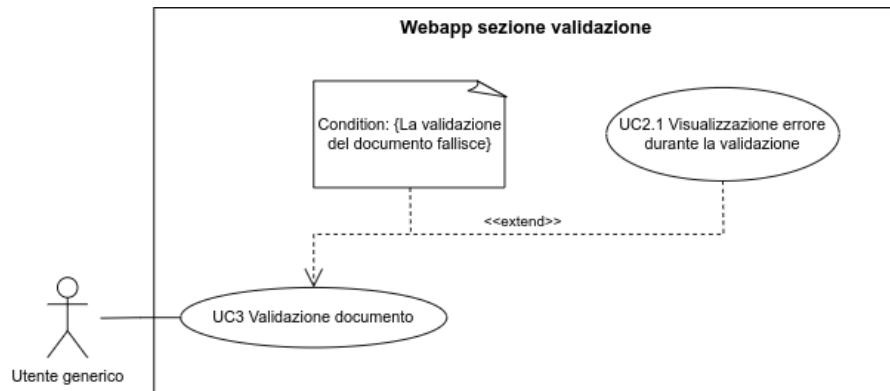 Webapp sezione validazione
Condition: {La validazione
del documento fallisce}
UC2.1 Visualizzazione errore
durante la validazione
<<extend>>
UC3 Validazione documento
Utente generico